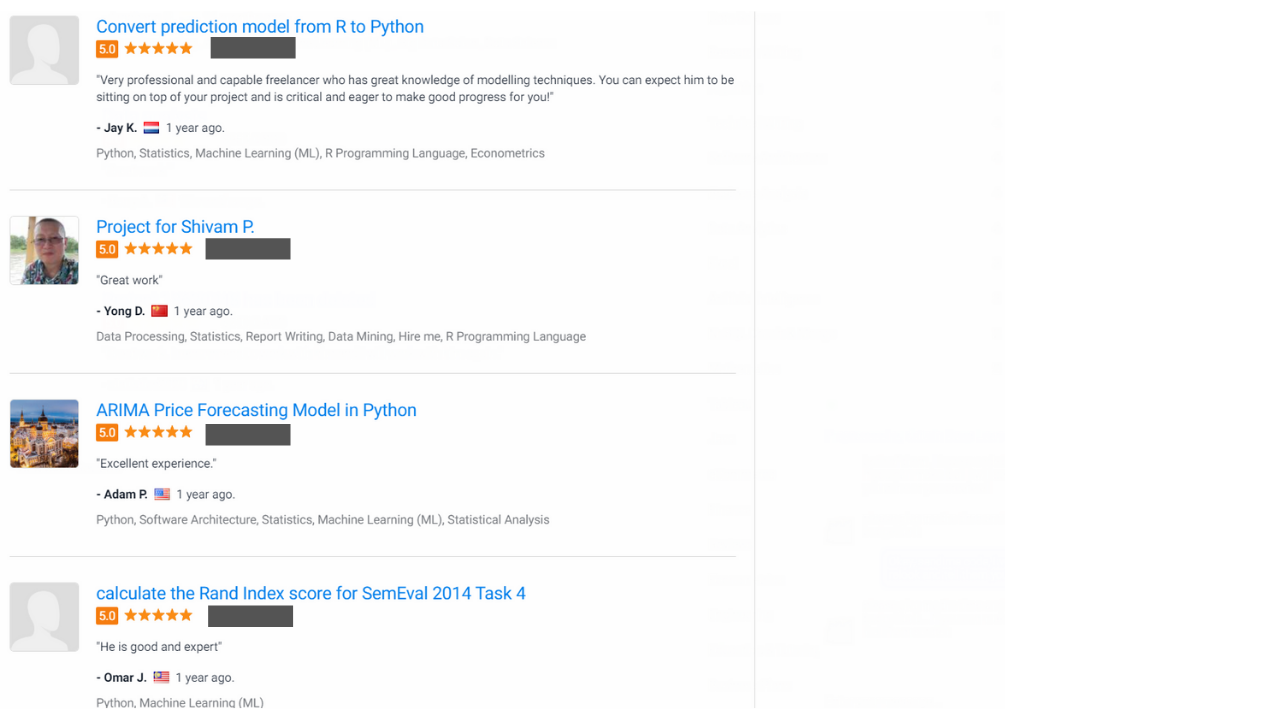 Convert prediction model from R to Python
5.0
"Very professional and capable freelancer who has great knowledge of modelling techniques. You can expect him to be
sitting on top of your project and is critical and eager to make good progress for you!"
- Jay K. 1 year ago.
Python, Statistics, Machine Learning (ML), R Programming Language, Econometrics
Project for Shivam P.
5.0
"Great work"
- Yong D. 1 year ago.
Data Processing, Statistics, Report Writing, Data Mining, Hire me, R Programming Language
ARIMA Price Forecasting Model in Python
5.0
"Excellent experience."
- Adam P. 1 year ago.
Python, Software Architecture, Statistics, Machine Learning (ML), Statistical Analysis
calculate the Rand Index score for SemEval 2014 Task 4
5.0
"He is good and expert"
- Omar J. 1 year ago.
Python, Machine Learning (ML)